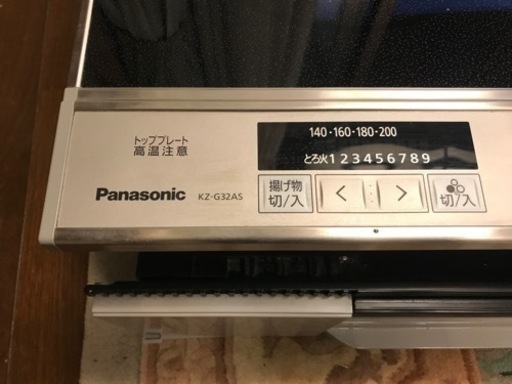 トッププレート
高温注意
Panasonic KZ-G32AS
140・160・180・200
とろ火 1 2 3 4 5 6 7 8 9
揚げ物
切/入
<
>
切/入